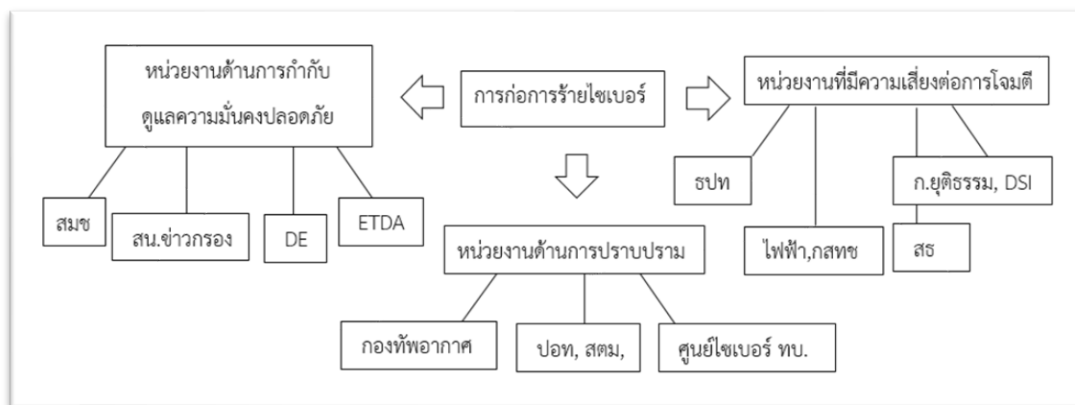 หน่วยงานด้านการกำกับ
ดูแลความมั่นคงปลอดภัย
การก่อการร้ายไซเบอร์
หน่วยงานที่มีความเสี่ยงต่อการโจมตี
สมช
สน.ข่าวกรอง
DE
ETDA
ธปท
ไฟฟ้า,กสทช
ก.ยุติธรรม, DSI
สธ
หน่วยงานด้านการปราบปราม
กองทัพอากาศ
ปอท, สตม,
ศูนย์ไซเบอร์ ทบ.